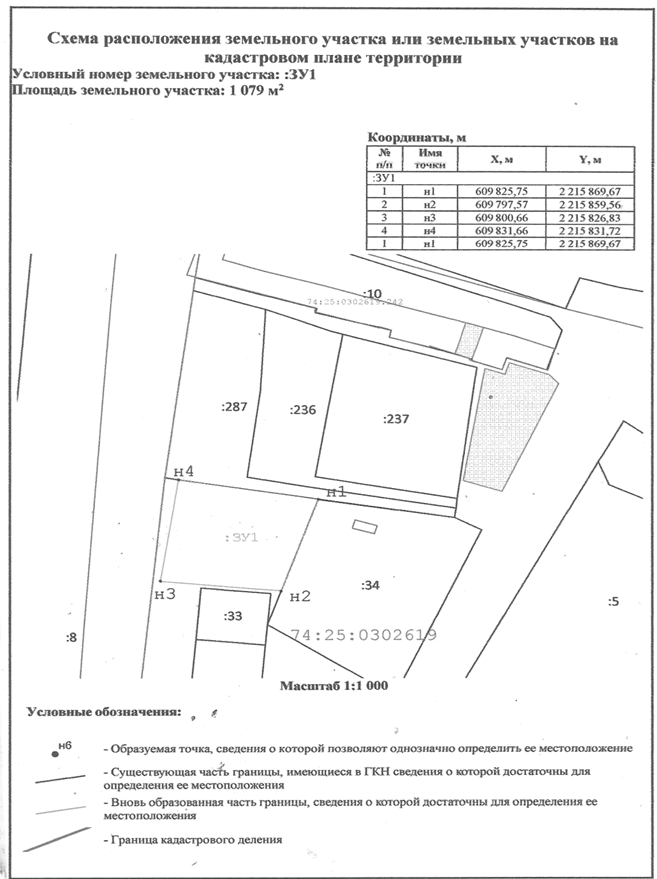 Схема расположения земельного участка или земельных участков на
кадастровом плане территории
Условный номер земельного участка: :ЗУ1
Площадь земельного участка: 1 079 м²
Координаты, м
№ п/п Имя точки X, м Y, м
:ЗУ1
1 н1 609 825,75 2 215 869,67
2 н2 609 797,57 2 215 859,56
3 н3 609 800,66 2 215 826,83
4 н4 609 831,66 2 215 831,72
1 н1 609 825,75 2 215 869,67
:10
74:25:0302619:242
:287
:236
:237
н4
н1
:ЗУ1
н3
н2
:34
:33
:5
74:25:0302619
:8
Масштаб 1:1 000
Условные обозначения:
н6
- Образуемая точка, сведения о которой позволяют однозначно определить ее местоположение
- Существующая часть границы, имеющиеся в ГКН сведения о которой достаточны для
определения ее местоположения
- Вновь образованная часть границы, сведения о которой достаточны для определения ее
местоположения
- Граница кадастрового деления